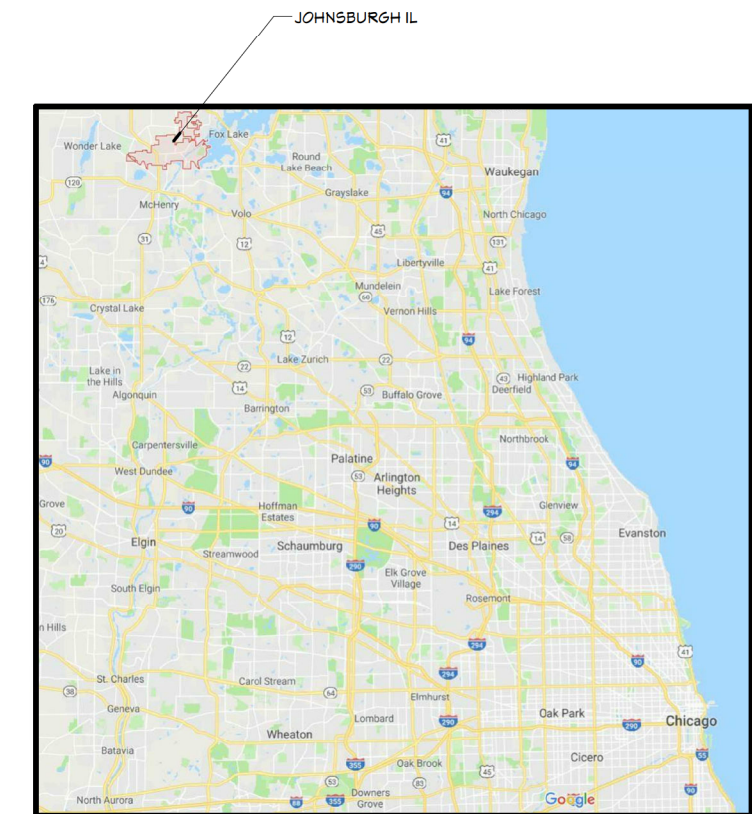 JOHNSBURGH IL
Fox Lake
Wonder Lake
41
Round
Lake Beach
Waukegan
120
94
Grayslake
McHenry
Volo
North Chicago
45
31
12
131
Libertyville
4
41
Mundelein
60
Lake Forest
176
Crystal Lake
Vernon Hills
12
94
Lake Zurich
22
22
Lake in
the Hills
14
53
Buffalo Grove
43
Highland Park
Deerfield
Algonquin
Barrington
Northbrook
Carpentersville
Palatine
90
94
West Dundee
53
Arlington
Heights
Grove
90
Hoffman
Estates
294
Glenview
20
90
14
Evanston
Elgin
Streamwood
Schaumburg
Des Plaines
14
58
290
Elk Grove
Village
South Elgin
Rosemont
n Hills
294
41
90
St. Charles
Carol Stream
294
38
64
Elmhurst
Geneva
Lombard
290
Oak Park
290
Chicago
Wheaton
Batavia
355
Oak Brook
Cicero
55
45
53
83
Downers
Grove
90
North Aurora
88
355
Google